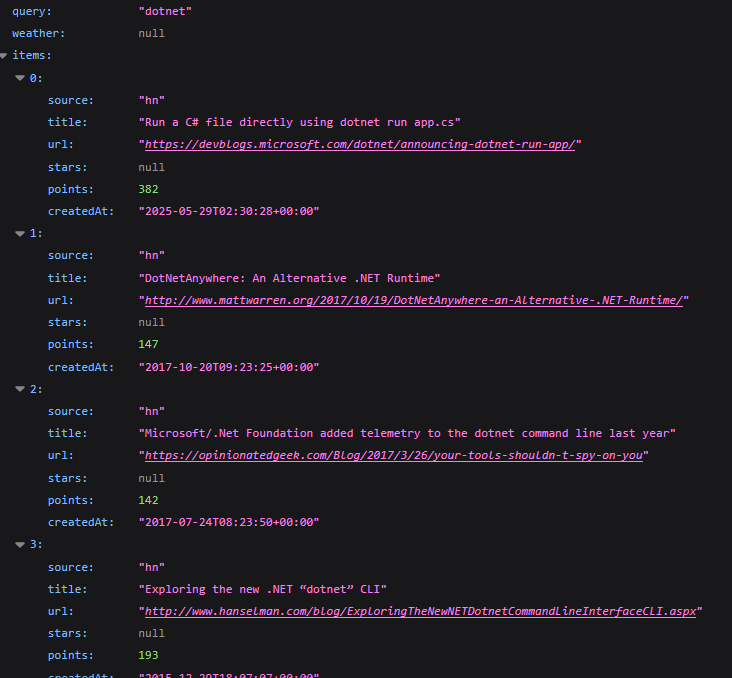 query: "dotnet"
weather: null
items:
0:
source: "hn"
title: "Run a C# file directly using dotnet run app.cs"
url: "https://devblogs.microsoft.com/dotnet/announcing-dotnet-run-app/"
stars: null
points: 382
createdAt: "2025-05-29T02:30:28+00:00"
1:
source: "hn"
title: "DotNetAnywhere: An Alternative .NET Runtime"
url: "http://www.mattwarren.org/2017/10/19/DotNetAnywhere-an-Alternative-.NET-Runtime/"
stars: null
points: 147
createdAt: "2017-10-20T09:23:25+00:00"
2:
source: "hn"
title: "Microsoft/.Net Foundation added telemetry to the dotnet command line last year"
url: "https://opinionatedgeek.com/Blog/2017/3/26/your-tools-shouldn-t-spy-on-you"
stars: null
points: 142
createdAt: "2017-07-24T08:23:50+00:00"
3:
source: "hn"
title: "Exploring the new .NET “dotnet” CLI"
url: "http://www.hanselman.com/blog/ExploringTheNewNETDotnetCommandLineInterfaceCLI.aspx"
stars: null
points: 193
createdAt: "2015-12-29T18:07:07+00:00"